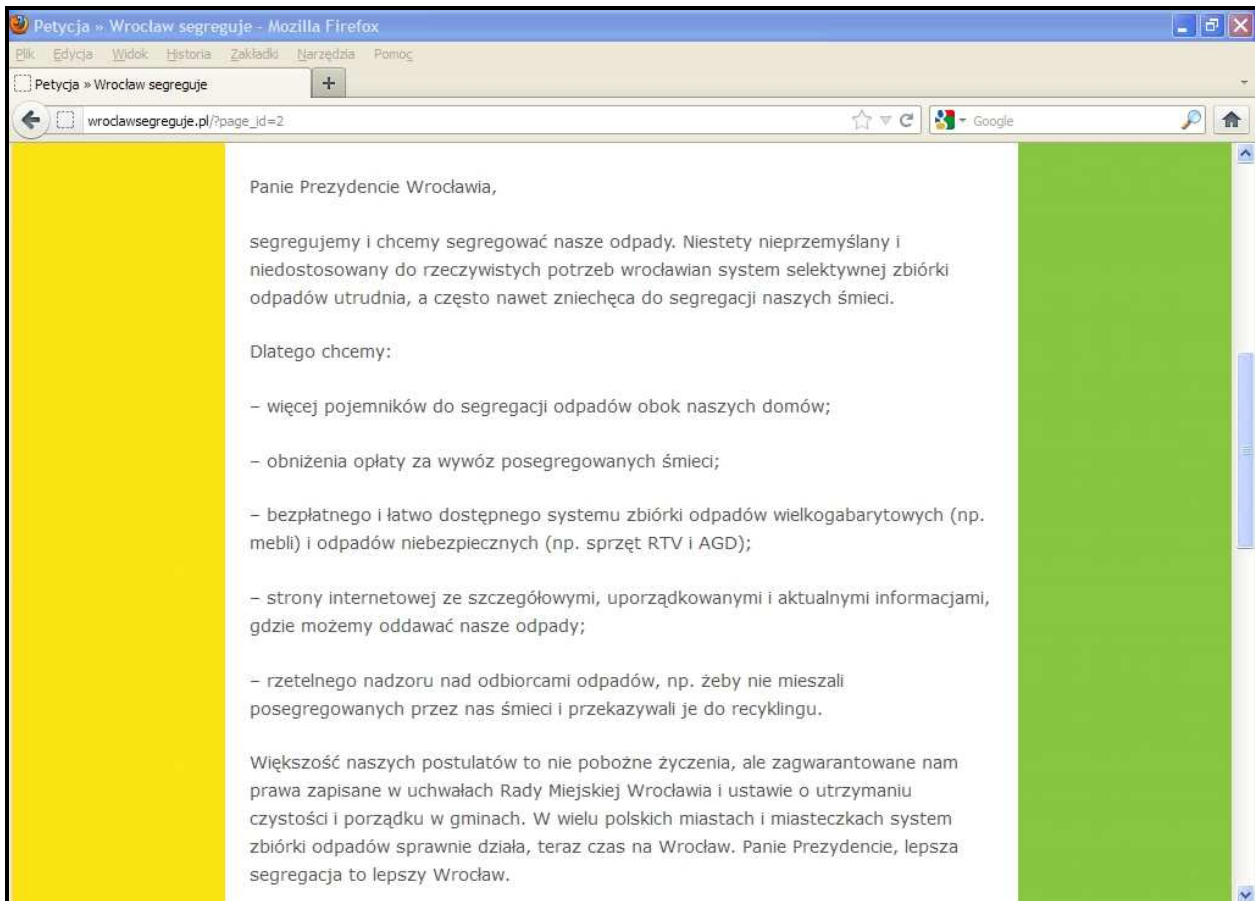 Petycja » Wrocław segreguje - Mozilla Firefox
Plik Edycja Widok Historia Zakładki Narzędzia Pomoc
Petycja » Wrocław segreguje
wroclawsegreguje.pl/?page_id=2
Google
Panie Prezydencie Wrocławia,
segregujemy i chcemy segregować nasze odpady. Niestety nieprzemyślany i
niedostosowany do rzeczywistych potrzeb wrocławian system selektywnej zbiórki
odpadów utrudnia, a często nawet zniechęca do segregacji naszych śmieci.
Dlatego chcemy:
– więcej pojemników do segregacji odpadów obok naszych domów;
– obniżenia opłaty za wywóz posegregowanych śmieci;
– bezpłatnego i łatwo dostępnego systemu zbiórki odpadów wielkogabarytowych (np.
mebli) i odpadów niebezpiecznych (np. sprzęt RTV i AGD);
– strony internetowej ze szczegółowymi, uporządkowanymi i aktualnymi informacjami,
gdzie możemy oddawać nasze odpady;
– rzetelnego nadzoru nad odbiorcami odpadów, np. żeby nie mieszali
posegregowanych przez nas śmieci i przekazywali je do recyklingu.
Większość naszych postulatów to nie pobożne życzenia, ale zagwarantowane nam
prawa zapisane w uchwałach Rady Miejskiej Wrocławia i ustawie o utrzymaniu
czystości i porządku w gminach. W wielu polskich miastach i miasteczkach system
zbiórki odpadów sprawnie działa, teraz czas na Wrocław. Panie Prezydencie, lepsza
segregacja to lepszy Wrocław.